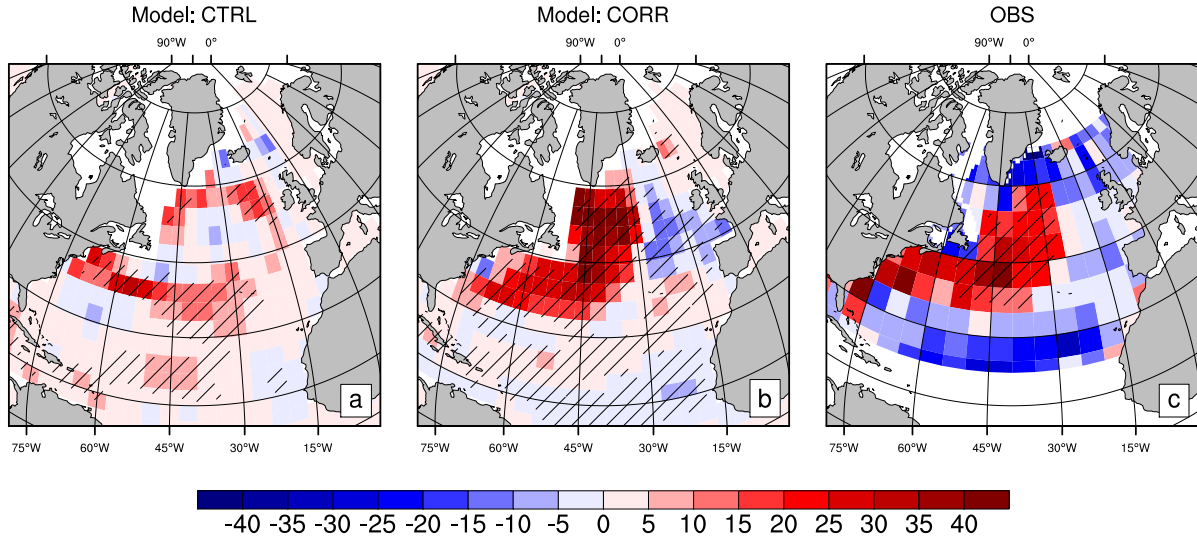 Model: CTRL Model: CORR OBS
90°W 0° 90°W 0° 90°W 0°
a b c
75°W 60°W 45°W 30°W 15°W 75°W 60°W 45°W 30°W 15°W 75°W 60°W 45°W 30°W 15°W
-40 -35 -30 -25 -20 -15 -10 -5 0 5 10 15 20 25 30 35 40